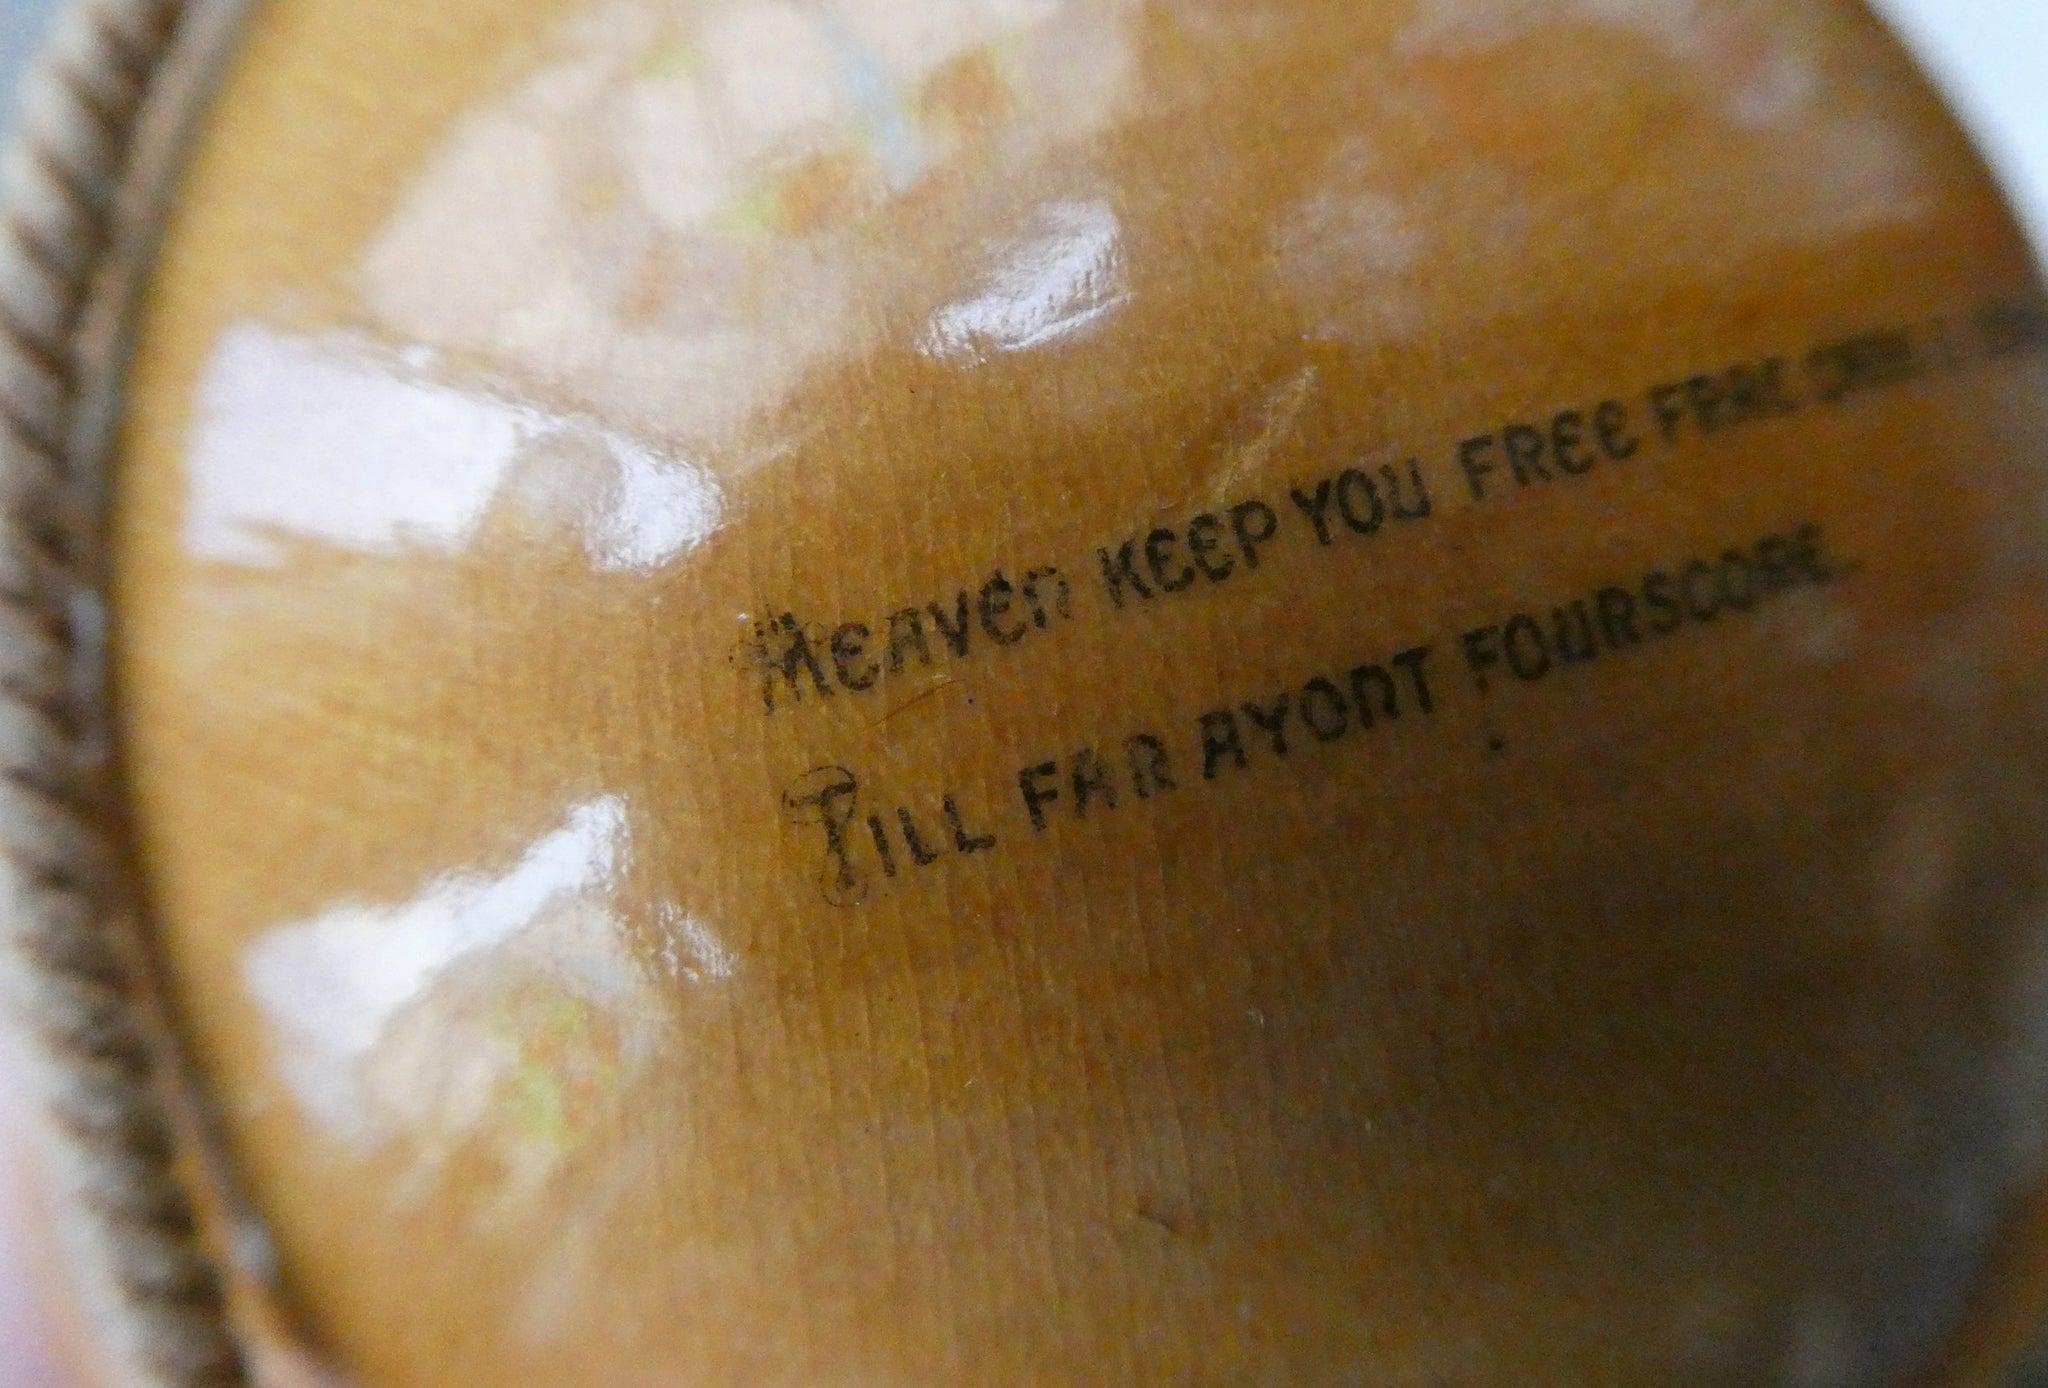 HEAVEN KEEP YOU FREE FRAE
TILL FAR AYONT FOURSCORE